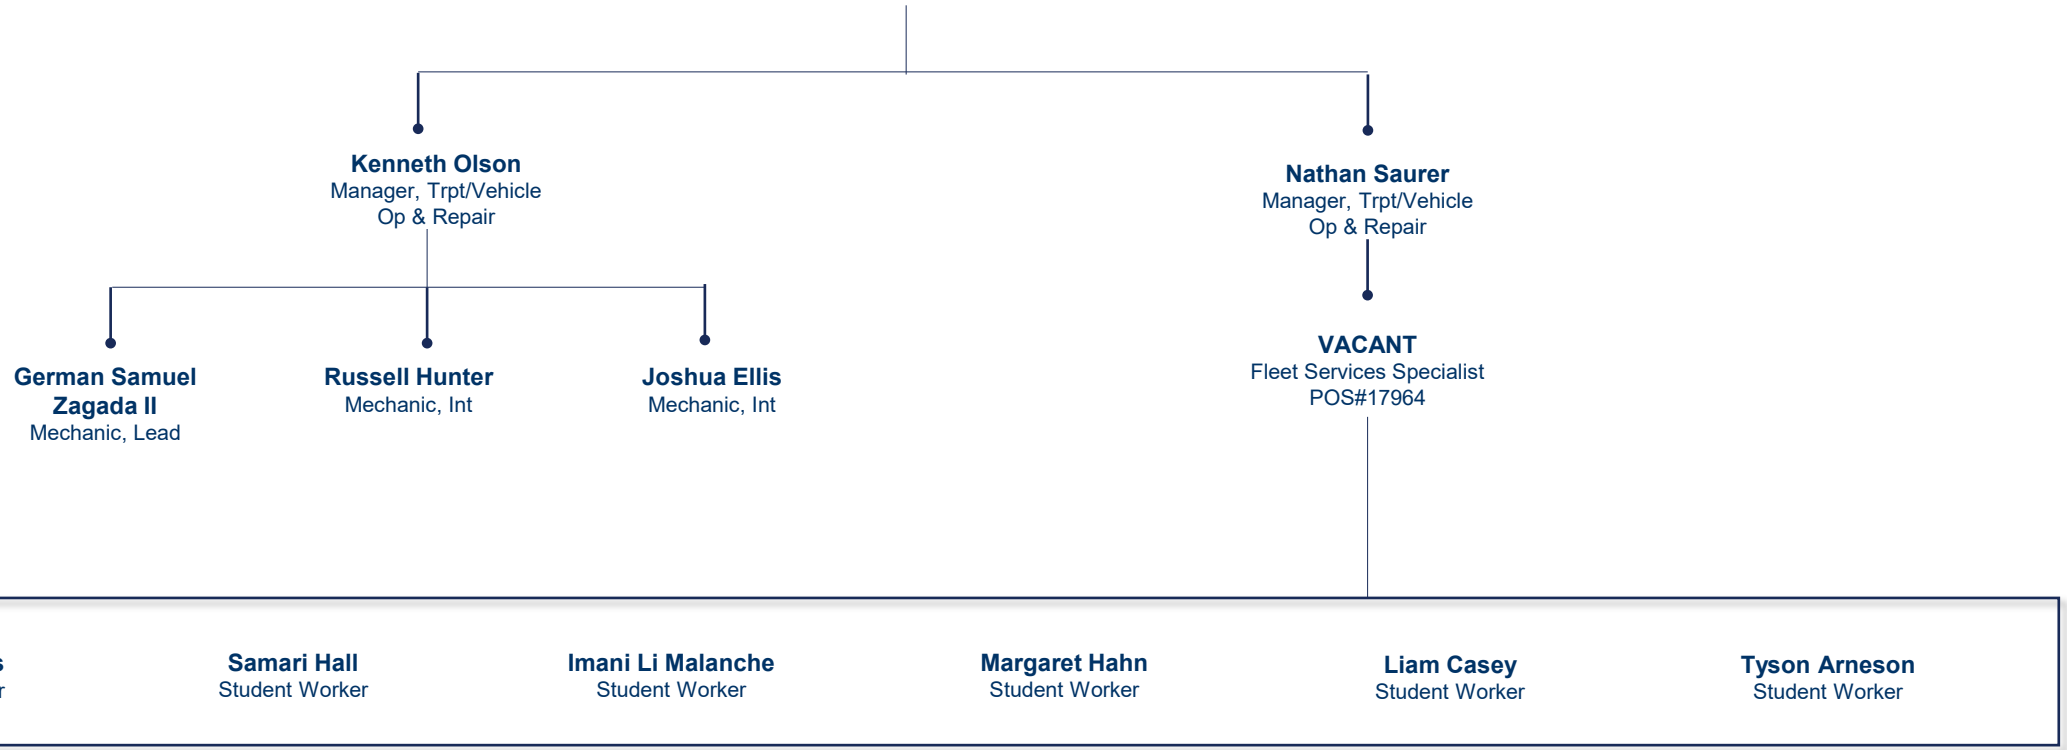 Kenneth Olson
Manager, Trpt/Vehicle
Op & Repair
Nathan Saurer
Manager, Trpt/Vehicle
Op & Repair
German Samuel
Zagada II
Mechanic, Lead
Russell Hunter
Mechanic, Int
Joshua Ellis
Mechanic, Int
VACANT
Fleet Services Specialist
POS#17964
Samari Hall
Student Worker
Imani Li Malanche
Student Worker
Margaret Hahn
Student Worker
Liam Casey
Student Worker
Tyson Arneson
Student Worker